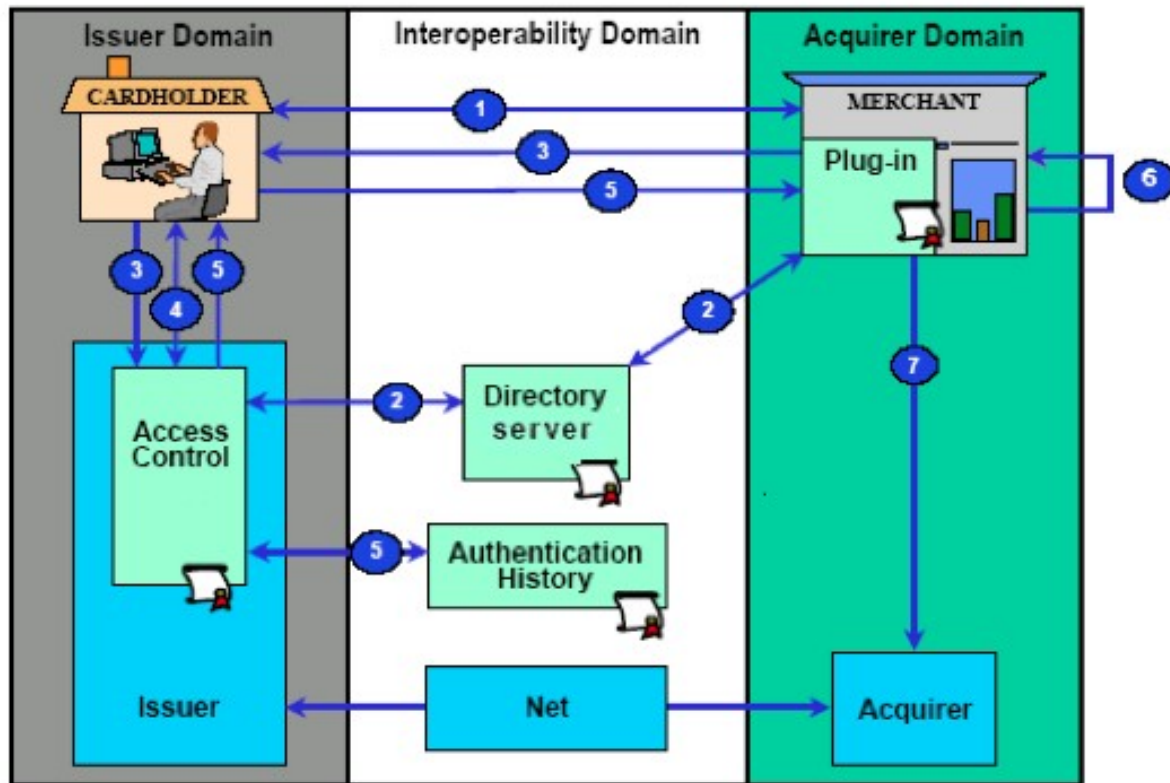 Issuer Domain
Interoperability Domain
Acquirer Domain
CARDHOLDER
MERCHANT
1
3
Plug-in
5
6
3
4
5
2
7
2
Directory
server
Access
Control
5
Authentication
History
Issuer
Net
Acquirer